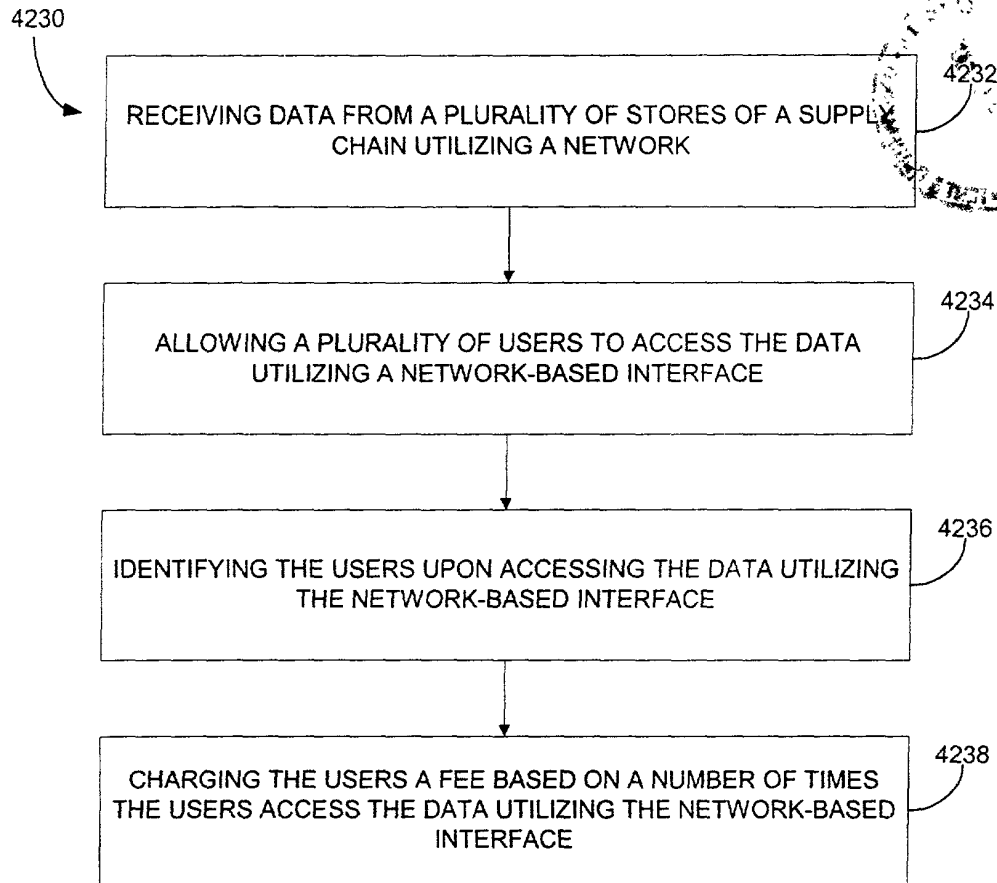 4230
4232
RECEIVING DATA FROM A PLURALITY OF STORES OF A SUPPLY
CHAIN UTILIZING A NETWORK
4234
ALLOWING A PLURALITY OF USERS TO ACCESS THE DATA
UTILIZING A NETWORK-BASED INTERFACE
4236
IDENTIFYING THE USERS UPON ACCESSING THE DATA UTILIZING
THE NETWORK-BASED INTERFACE
4238
CHARGING THE USERS A FEE BASED ON A NUMBER OF TIMES
THE USERS ACCESS THE DATA UTILIZING THE NETWORK-BASED
INTERFACE